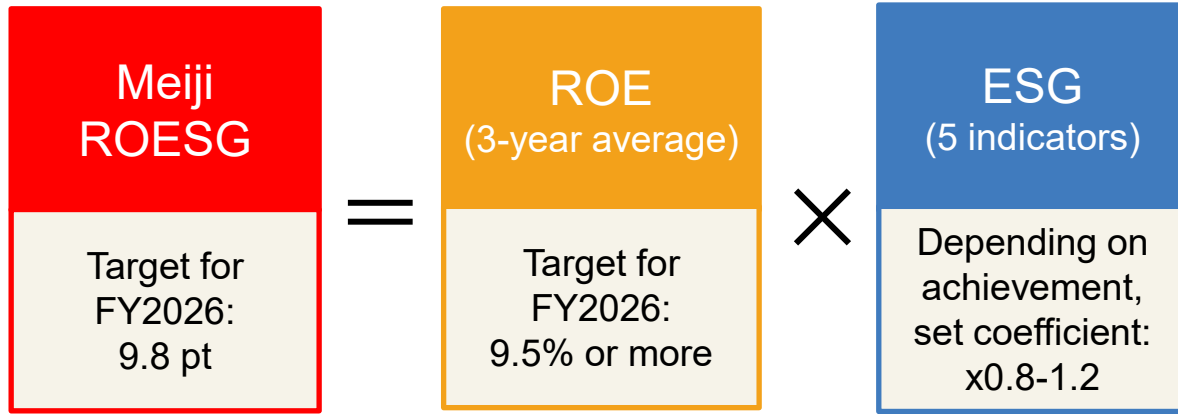 Meiji
ROESG
Target for
FY2026:
9.8 pt
=
ROE
(3-year average)
Target for
FY2026:
9.5% or more
×
ESG
(5 indicators)
Depending on
achievement,
set coefficient:
x0.8-1.2